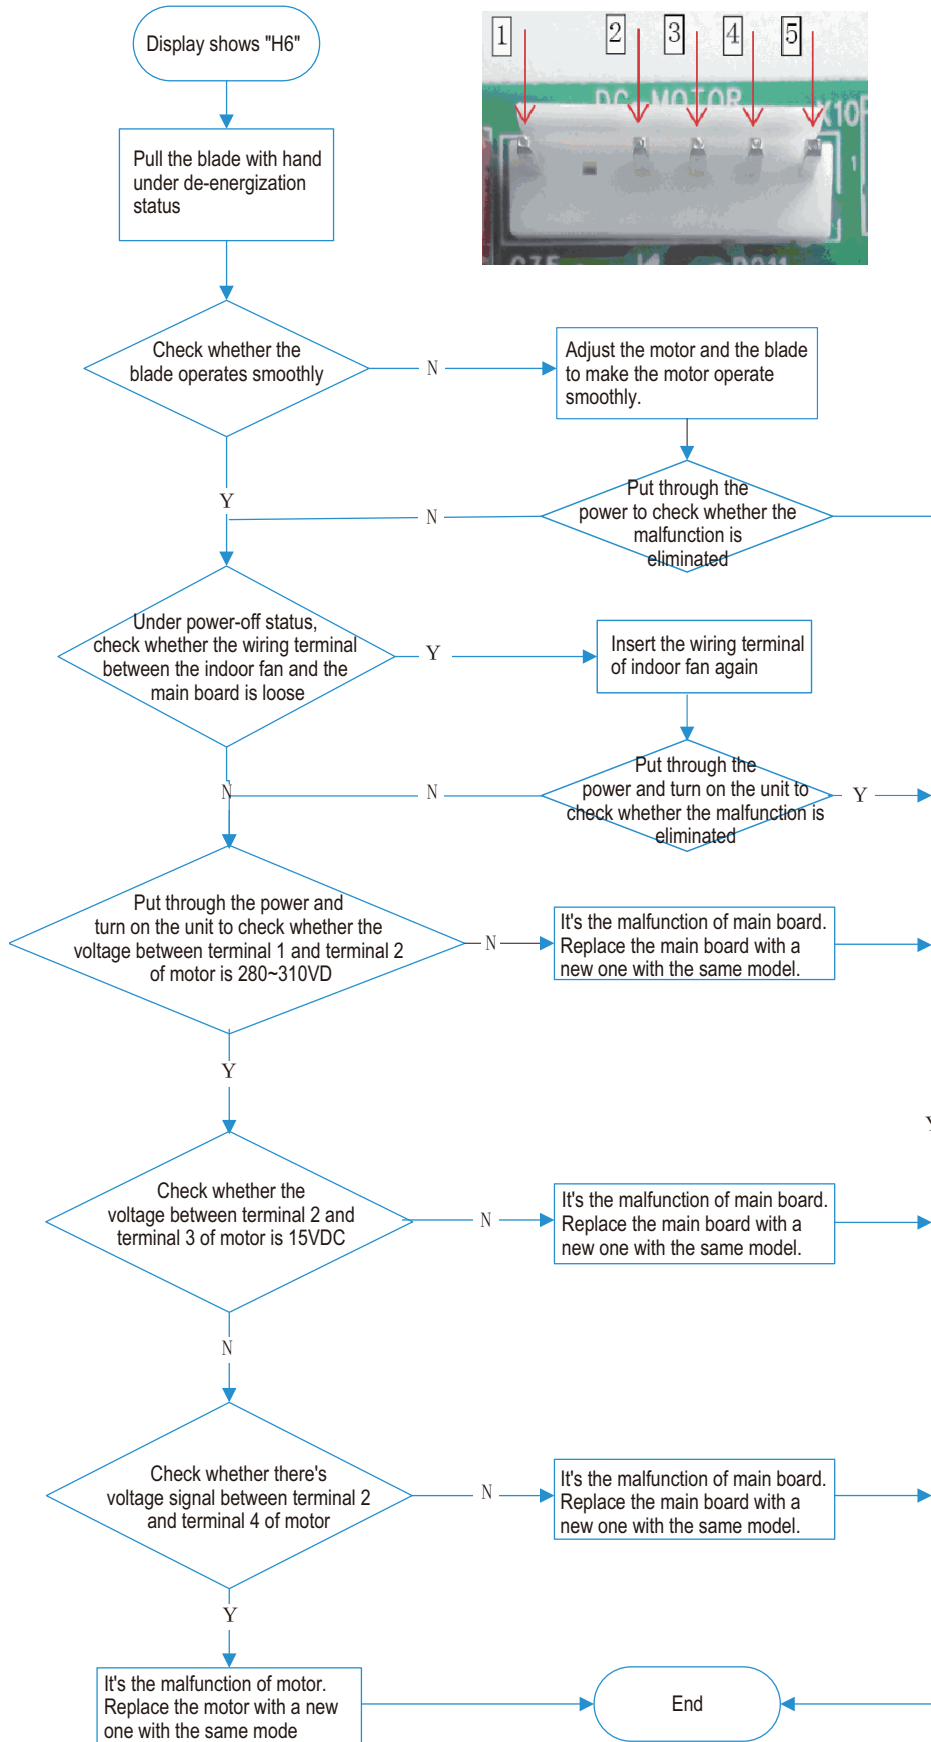 Display shows "H6"
1
2
3
4
5
DC MOTOR
Pull the blade with hand
under de-energization
status
1
Check whether the
blade operates smoothly
N
Adjust the motor and the blade
to make the motor operate
smoothly.
Y
Put through the
power to check whether the
malfunction is
eliminated
N
Under power-off status,
check whether the wiring terminal
between the indoor fan and the
main board is loose
Y
Insert the wiring terminal
of indoor fan again
N
Put through the
power and turn on the unit to
check whether the malfunction is
eliminated
N
Y
Put through the power and
turn on the unit to check whether the
voltage between terminal 1 and terminal 2
of motor is 280~310VD
N
It's the malfunction of main board.
Replace the main board with a
new one with the same model.
Y
Y
Check whether the
voltage between terminal 2 and
terminal 3 of motor is 15VDC
N
It's the malfunction of main board.
Replace the main board with a
new one with the same model.
N
Check whether there's
voltage signal between terminal 2
and terminal 4 of motor
N
It's the malfunction of main board.
Replace the main board with a
new one with the same model.
Y
It's the malfunction of motor.
Replace the motor with a new
one with the same mode
End